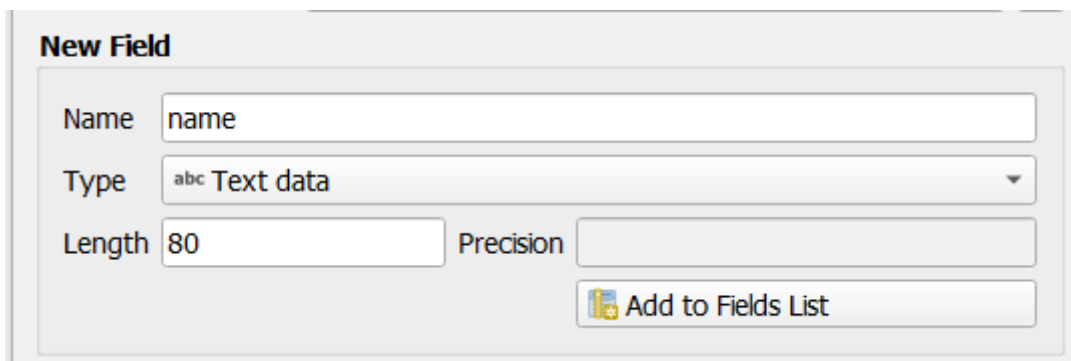 New Field
Name name
Type abc Text data
Length 80 Precision
Add to Fields List